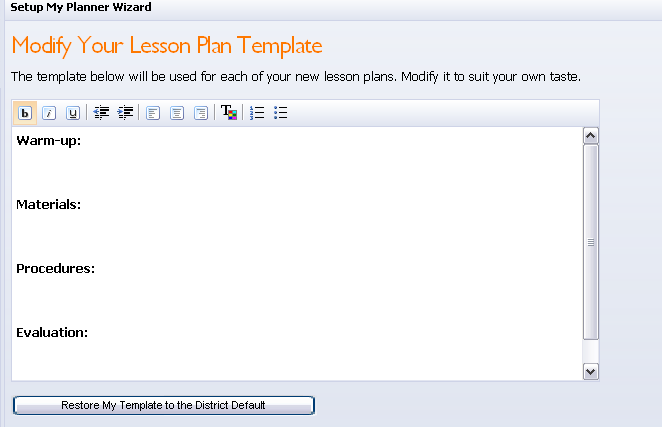 Setup My Planner Wizard
Modify Your Lesson Plan Template
The template below will be used for each of your new lesson plans. Modify it to suit your own taste.
b i u T
Warm-up:
Materials:
Procedures:
Evaluation:
Restore My Template to the District Default